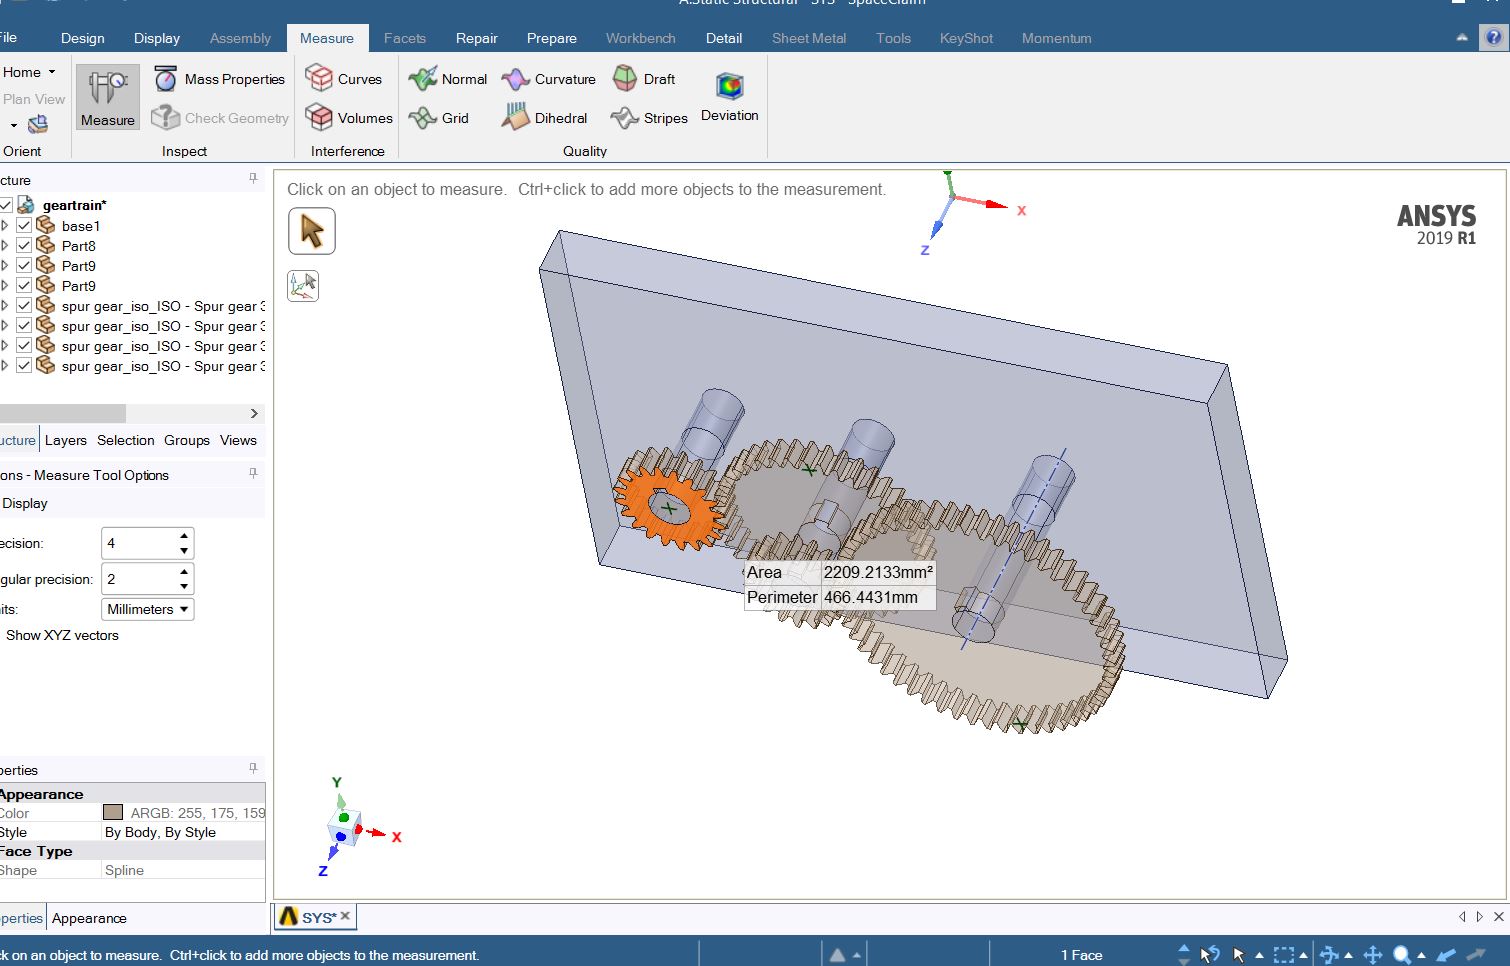 A:Static Structural - SYS - SpaceClaim
File Design Display Assembly Measure Facets Repair Prepare Workbench Detail Sheet Metal Tools KeyShot Momentum
Home
Plan View
Orient
Measure
Mass Properties
Check Geometry
Inspect
Curves
Volumes
Interference
Normal Curvature Draft
Grid Dihedral Stripes
Deviation
Quality
cture
geartrain*
base1
Part8
Part9
Part9
spur gear_iso_ISO - Spur gear 3
spur gear_iso_ISO - Spur gear 3
spur gear_iso_ISO - Spur gear 3
spur gear_iso_ISO - Spur gear 3
ucture Layers Selection Groups Views
ons - Measure Tool Options
Display
ecision: 4
gular precision: 2
its: Millimeters
Show XYZ vectors
perties
Appearance
Color ARGB: 255, 175, 159
Style By Body, By Style
Face Type
Shape Spline
perties Appearance
Click on an object to measure. Ctrl+click to add more objects to the measurement.
X
Z
ANSYS
2019 R1
Area 2209.2133mm²
Perimeter 466.4431mm
Y
X
Z
SYS*
ck on an object to measure. Ctrl+click to add more objects to the measurement.
1 Face